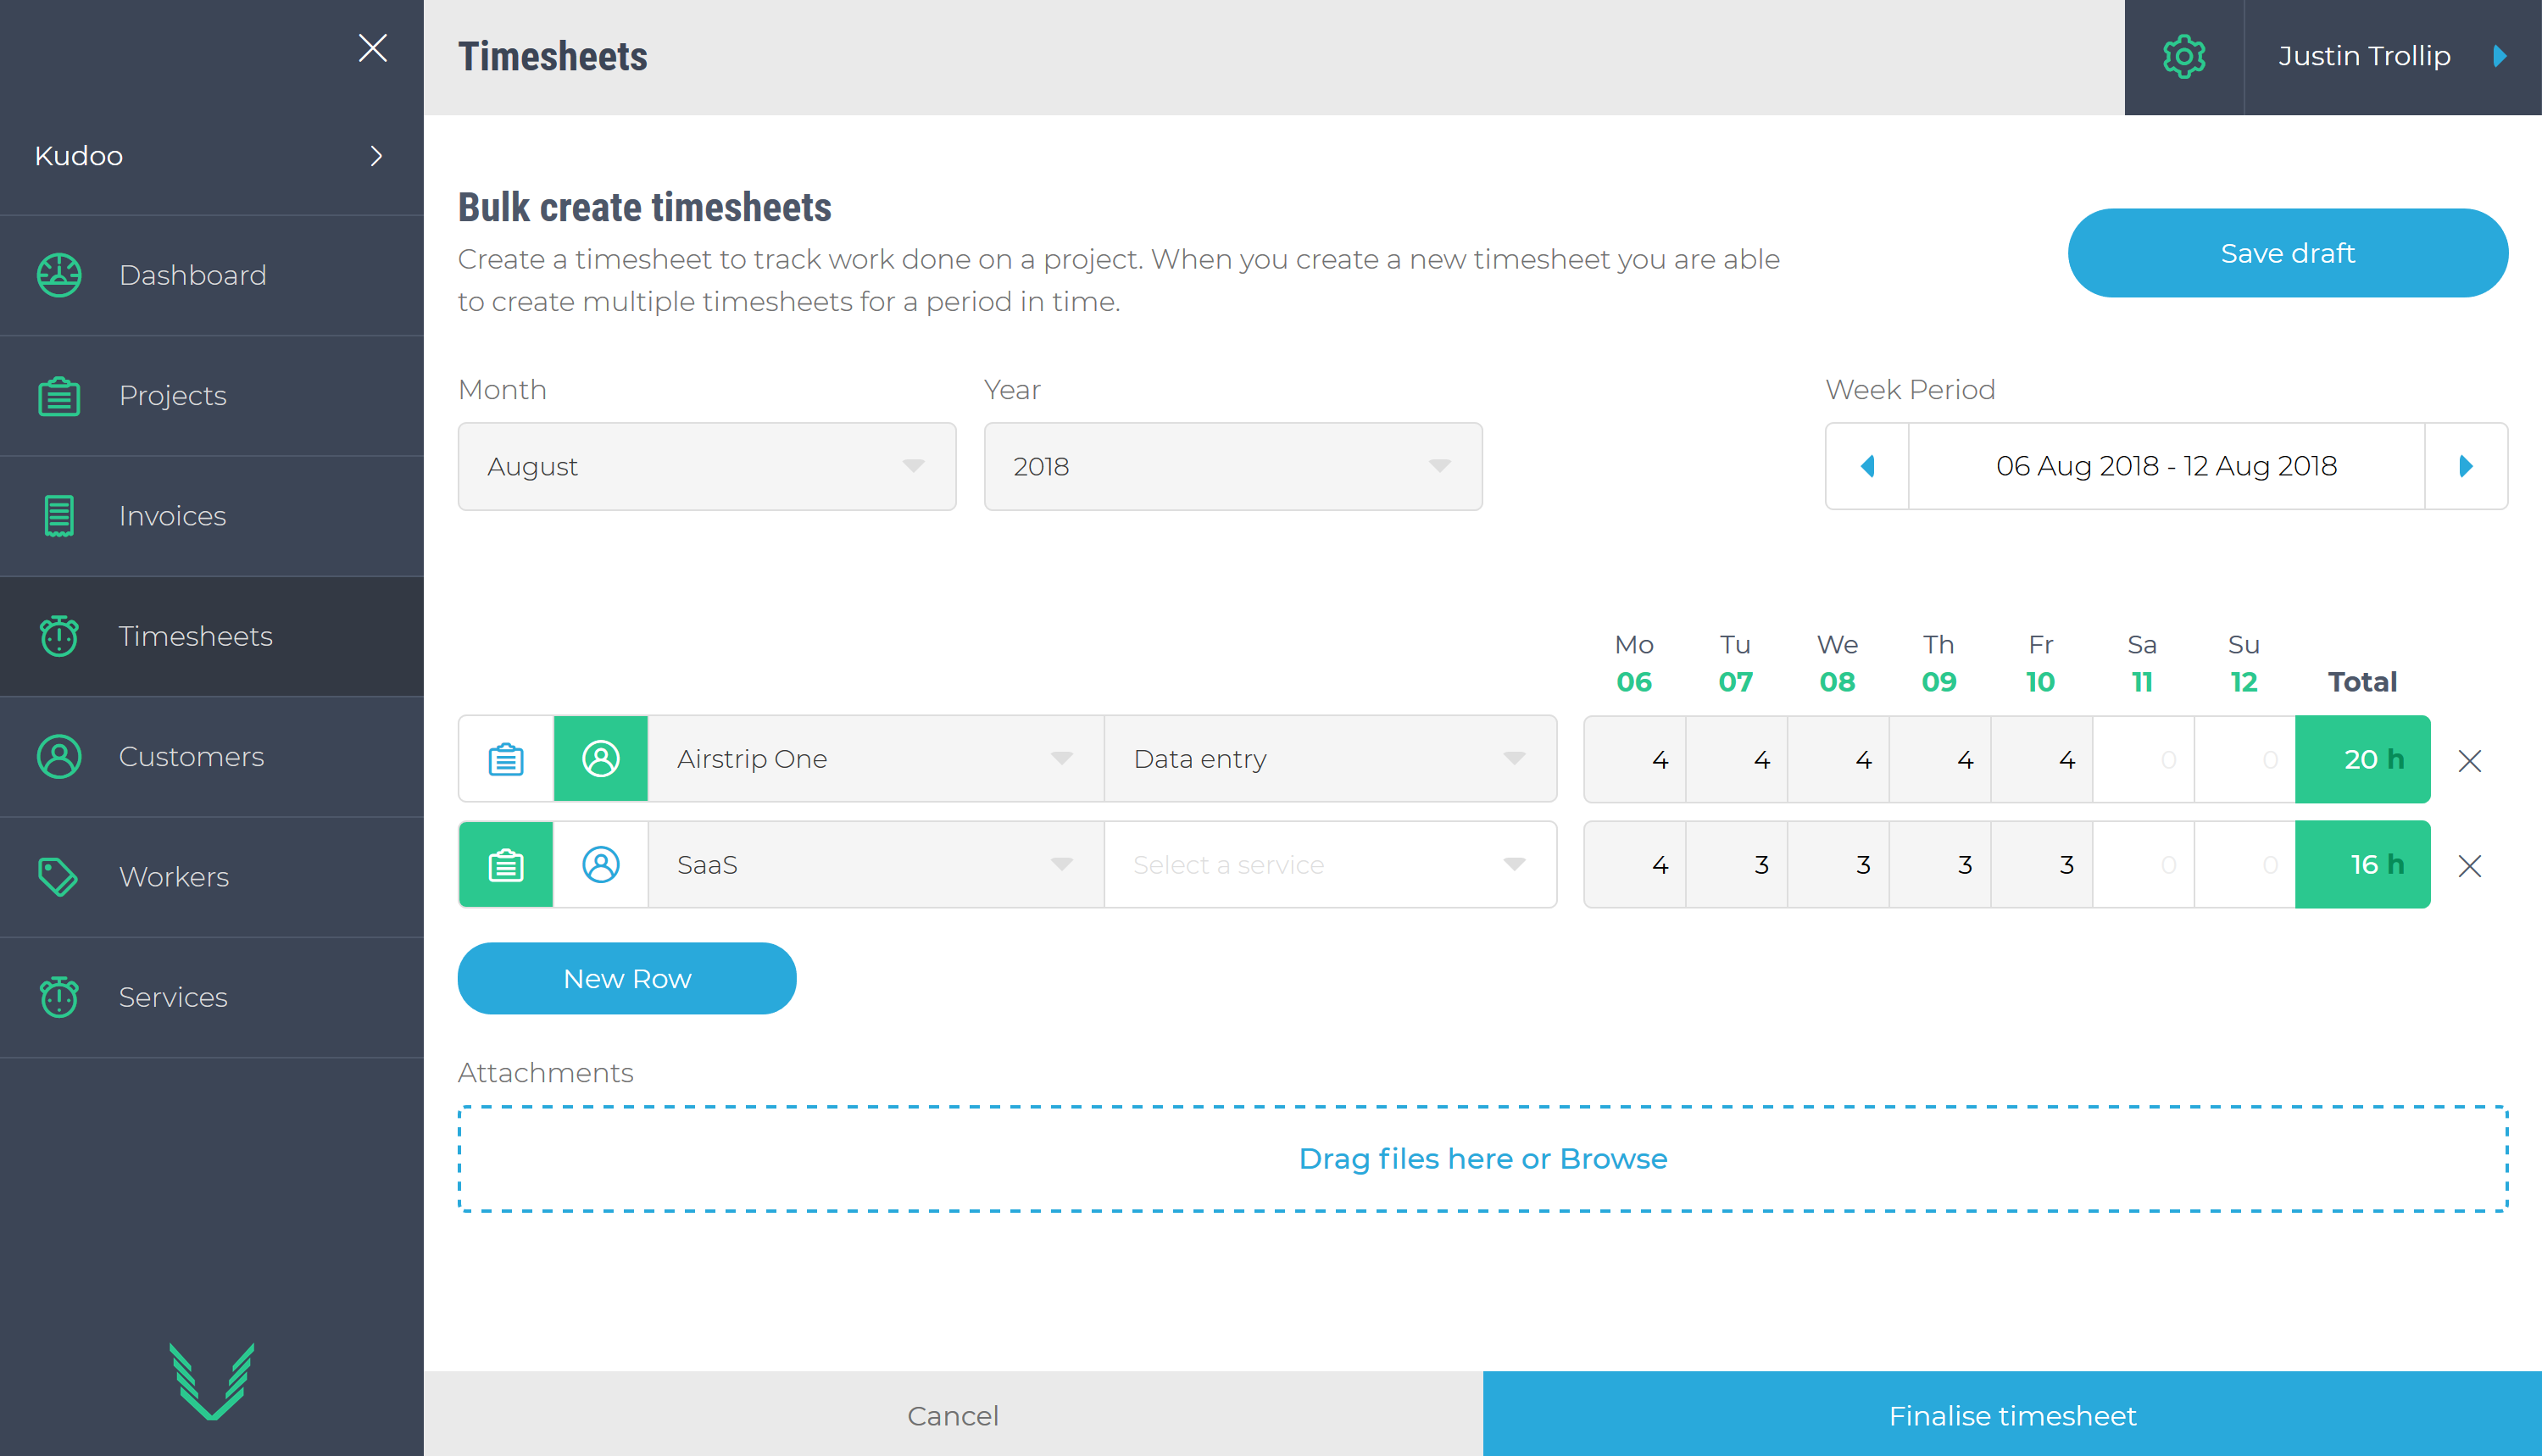 Timesheets
Justin Trollip
Kudoo
Dashboard
Projects
Invoices
Timesheets
Customers
Workers
Services
Bulk create timesheets
Create a timesheet to track work done on a project. When you create a new timesheet you are able
to create multiple timesheets for a period in time.
Save draft
Month
Year
Week Period
August
2018
06 Aug 2018 - 12 Aug 2018
Mo Tu We Th Fr Sa Su
06 07 08 09 10 11 12 Total
Airstrip One Data entry 4 4 4 4 4 0 0 20 h
SaaS Select a service 4 3 3 3 3 0 0 16 h
New Row
Attachments
Drag files here or Browse
Cancel
Finalise timesheet